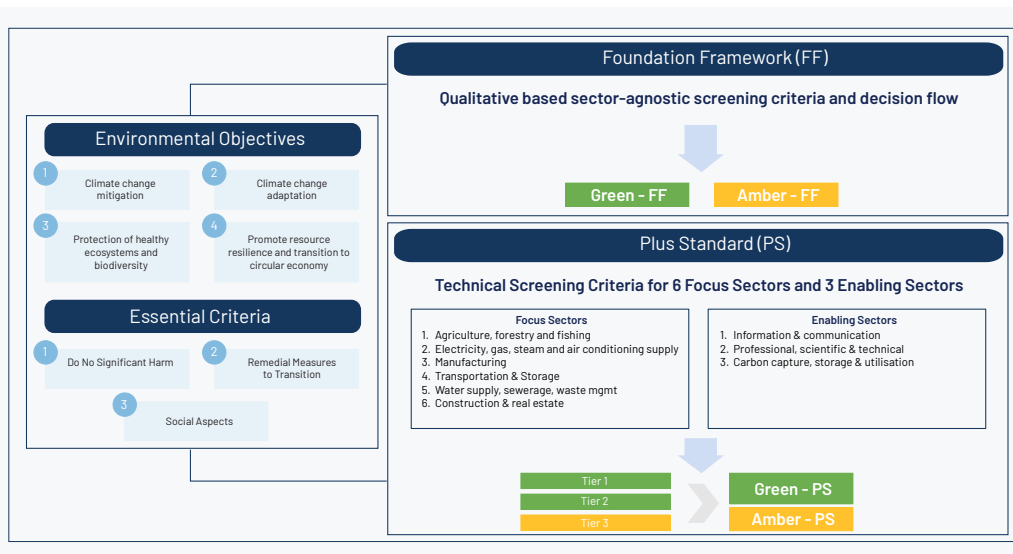 Environmental Objectives
1
Climate change
mitigation
2
Climate change
adaptation
3
Protection of healthy
ecosystems and
biodiversity
4
Promote resource
resilience and transition to
circular economy
Essential Criteria
1
Do No Significant Harm
2
Remedial Measures
to Transition
3
Social Aspects
Foundation Framework (FF)
Qualitative based sector-agnostic screening criteria and decision flow
Green - FF
Amber - FF
Plus Standard (PS)
Technical Screening Criteria for 6 Focus Sectors and 3 Enabling Sectors
Focus Sectors
1. Agriculture, forestry and fishing
2. Electricity, gas, steam and air conditioning supply
3. Manufacturing
4. Transportation & Storage
5. Water supply, sewerage, waste mgmt
6. Construction & real estate
Enabling Sectors
1. Information & communication
2. Professional, scientific & technical
3. Carbon capture, storage & utilisation
Tier 1
Tier 2
Tier 3
Green - PS
Amber - PS